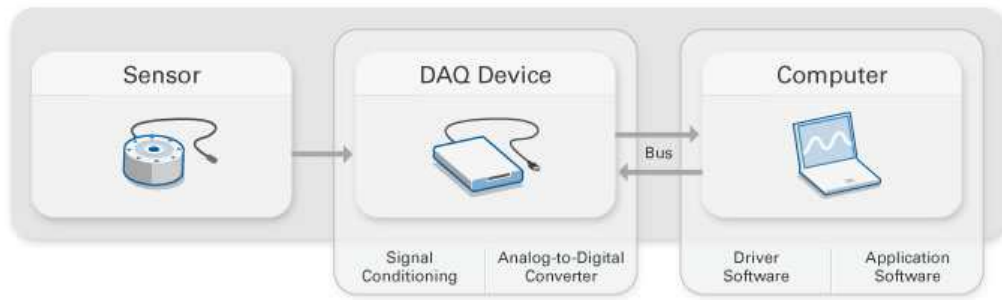 Sensor
DAQ Device
Computer
Bus
Signal
Conditioning
Analog-to-Digital
Converter
Driver
Software
Application
Software